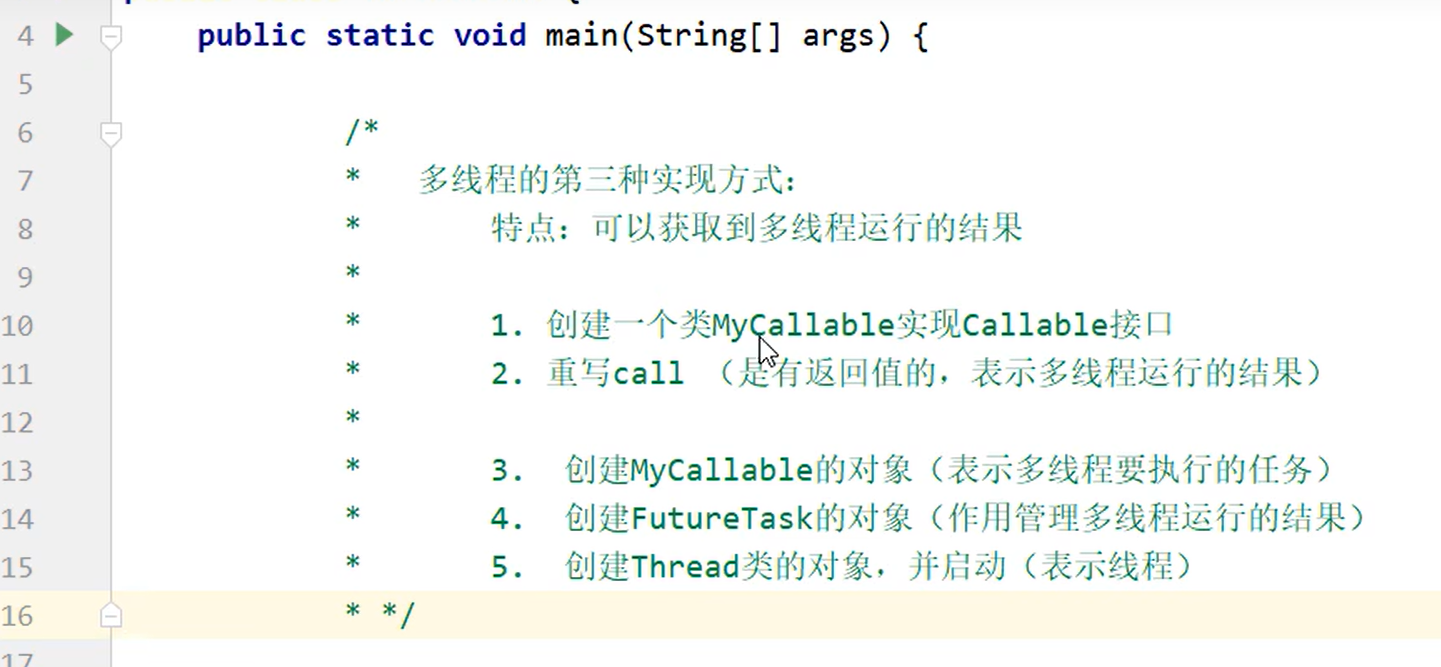 4 public static void main(String[] args) {
5
6 /*
7 * 多线程的第三种实现方式：
8 * 特点：可以获取到多线程运行的结果
9 *
10 * 1. 创建一个类MyCallable实现Callable接口
11 * 2. 重写call （是有返回值的，表示多线程运行的结果）
12 *
13 * 3. 创建MyCallable的对象（表示多线程要执行的任务）
14 * 4. 创建FutureTask的对象（作用管理多线程运行的结果）
15 * 5. 创建Thread类的对象，并启动（表示线程）
16 * */
17